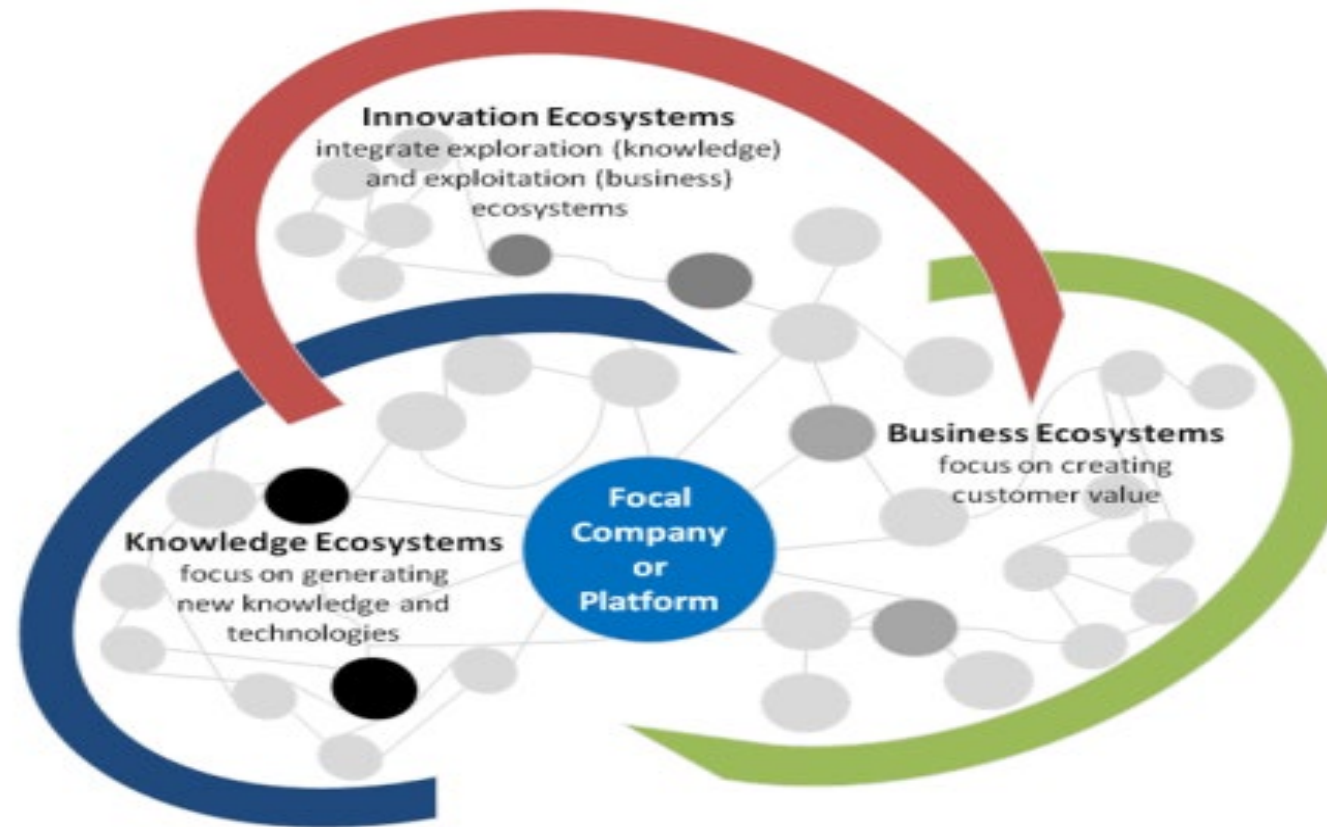 Innovation Ecosystems
integrate exploration (knowledge)
and exploitation (business)
ecosystems
Business Ecosystems
focus on creating
customer value
Focal
Company
or
Platform
Knowledge Ecosystems
focus on generating
new knowledge and
technologies